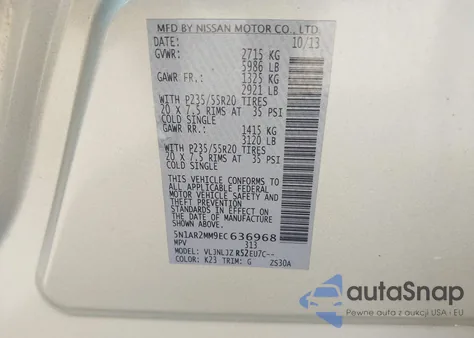 MFD BY NISSAN MOTOR CO., LTD.
DATE: 10/13
GVWR: 2715 KG
5986 LB
GAWR FR.: 1325 KG
2921 LB
WITH P235/55R20 TIRES
20 X 7.5 RIMS AT 35 PSI
COLD SINGLE
GAWR RR.: 1415 KG
3120 LB
WITH P235/55R20 TIRES
20 X 7.5 RIMS AT 35 PSI
COLD SINGLE
THIS VEHICLE CONFORMS TO
ALL APPLICABLE FEDERAL
MOTOR VEHICLE SAFETY AND
THEFT PREVENTION STANDARDS
IN EFFECT ON THE DATE OF
MANUFACTURE SHOWN ABOVE.
5N1AR2MM9EC636968
MPV 313
MODEL: VLJNLJZ R52EU7C--
COLOR: K23 TRIM: G 2S30A
autaSnap
Pewne auta z aukcji USA i EU